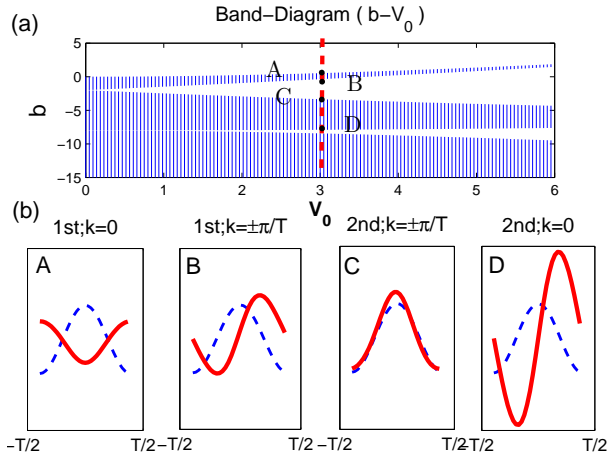 (a)
Band−Diagram ( b−V0 )
5
0
−5
−10
−15
b
A
B
C
D
0
1
2
3
4
5
6
V0
(b)
1st;k=0
1st;k=±π/T
2nd;k=±π/T
2nd;k=0
A
B
C
D
−T/2
T/2
−T/2
T/2
−T/2
T/2
−T/2
T/2